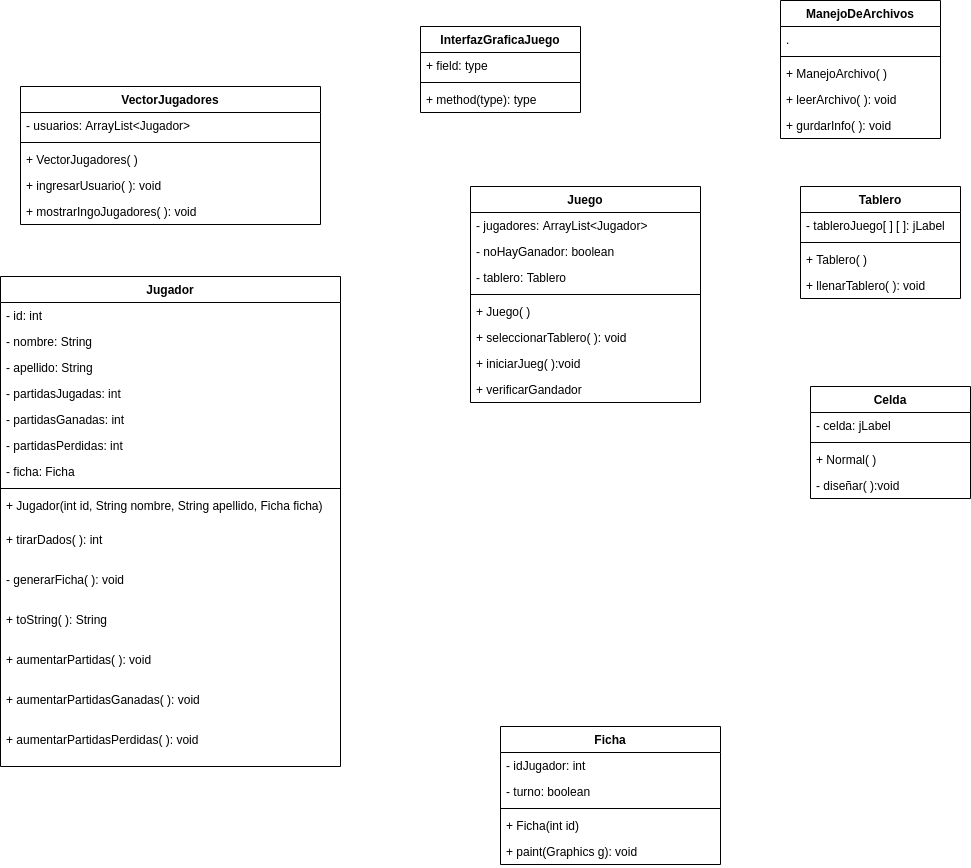 ManejoDeArchivos
.
+ ManejoArchivo( )
+ leerArchivo( ): void
+ gurdarInfo( ): void
InterfazGraficaJuego
+ field: type
+ method(type): type
VectorJugadores
- usuarios: ArrayList<Jugador>
+ VectorJugadores( )
+ ingresarUsuario( ): void
+ mostrarIngoJugadores( ): void
Juego
- jugadores: ArrayList<Jugador>
- noHayGanador: boolean
- tablero: Tablero
+ Juego( )
+ seleccionarTablero( ): void
+ iniciarJueg( ):void
+ verificarGandador
Tablero
- tableroJuego[ ] [ ]: jLabel
+ Tablero( )
+ llenarTablero( ): void
Jugador
- id: int
- nombre: String
- apellido: String
- partidasJugadas: int
- partidasGanadas: int
- partidasPerdidas: int
- ficha: Ficha
+ Jugador(int id, String nombre, String apellido, Ficha ficha)
+ tirarDados( ): int
- generarFicha( ): void
+ toString( ): String
+ aumentarPartidas( ): void
+ aumentarPartidasGanadas( ): void
+ aumentarPartidasPerdidas( ): void
Celda
- celda: jLabel
+ Normal( )
- diseñar( ):void
Ficha
- idJugador: int
- turno: boolean
+ Ficha(int id)
+ paint(Graphics g): void